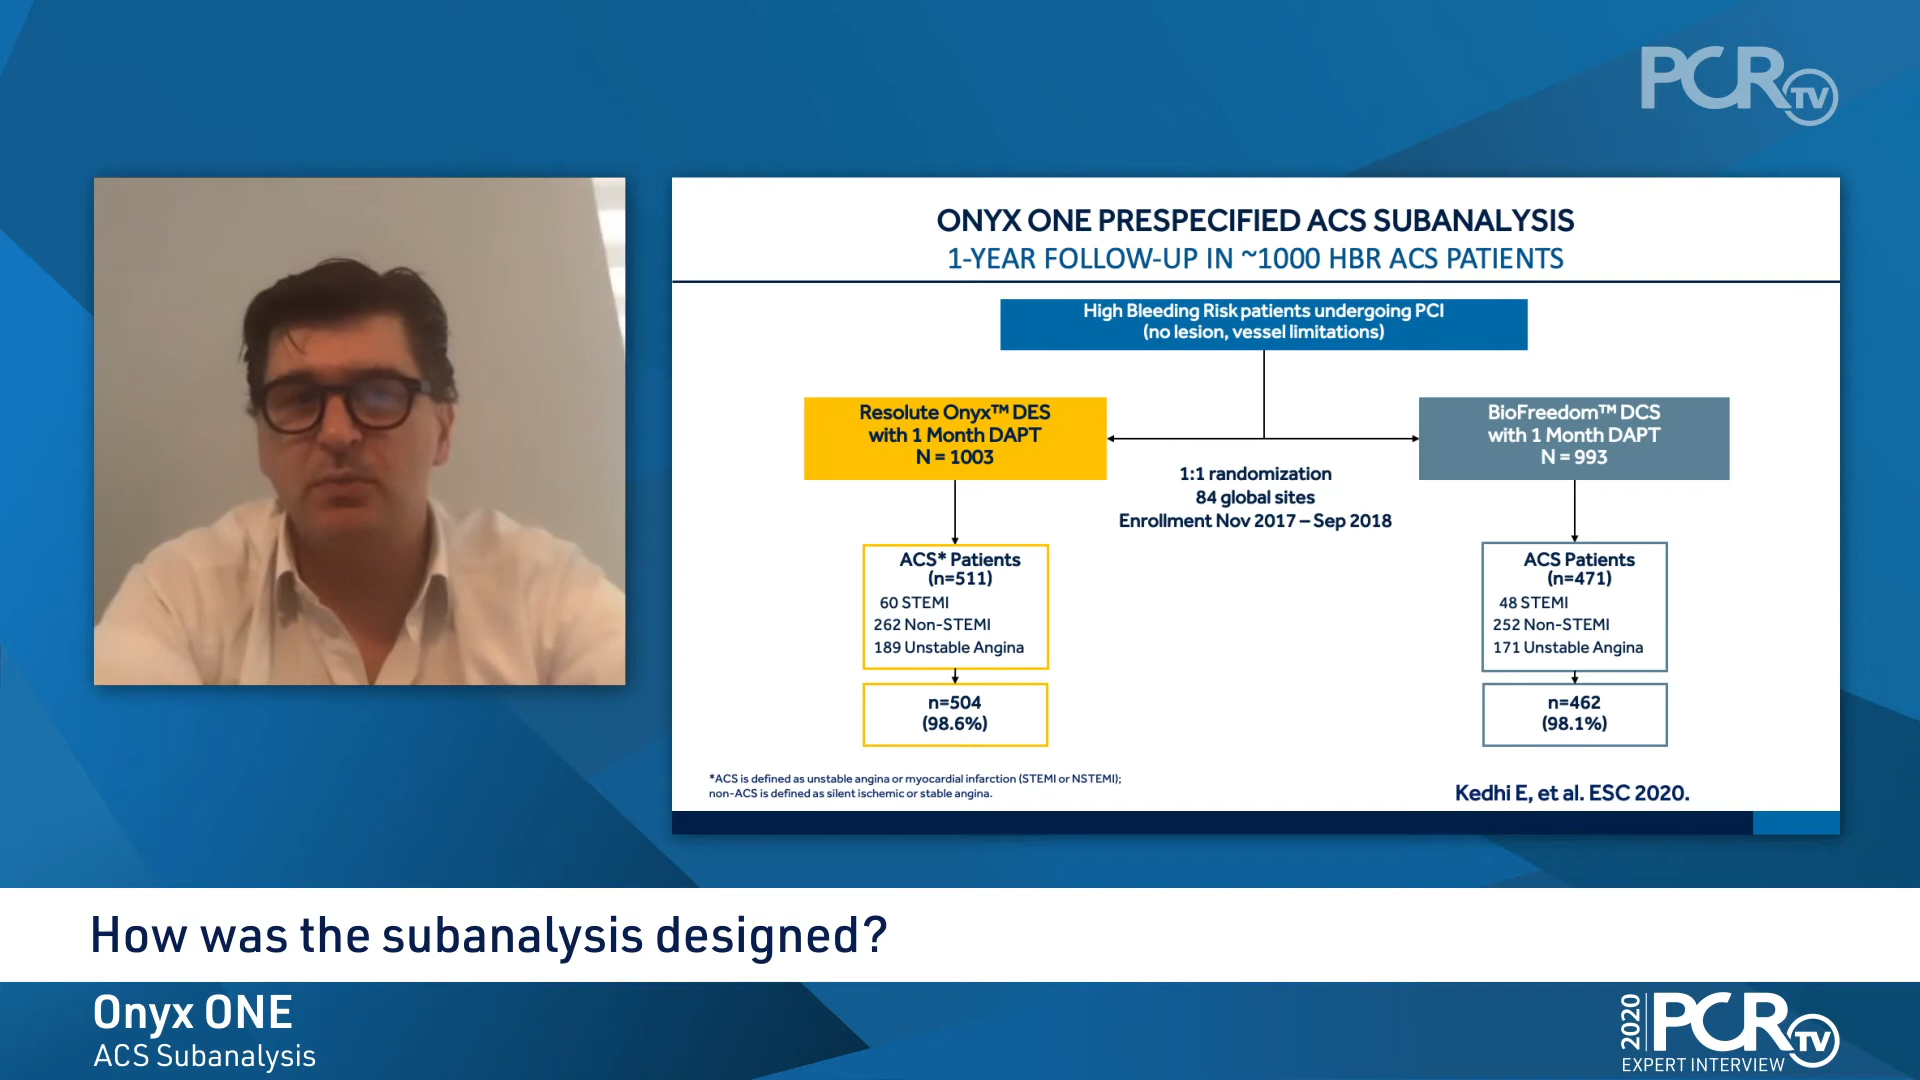 PCR TV
ONYX ONE PRESPECIFIED ACS SUBANALYSIS
1-YEAR FOLLOW-UP IN ~1000 HBR ACS PATIENTS
High Bleeding Risk patients undergoing PCI
(no lesion, vessel limitations)
Resolute Onyx™ DES
with 1 Month DAPT
N = 1003
BioFreedom™ DCS
with 1 Month DAPT
N = 993
1:1 randomization
84 global sites
Enrollment Nov 2017 – Sep 2018
ACS* Patients
(n=511)
60 STEMI
262 Non-STEMI
189 Unstable Angina
ACS Patients
(n=471)
48 STEMI
252 Non-STEMI
171 Unstable Angina
n=504
(98.6%)
n=462
(98.1%)
*ACS is defined as unstable angina or myocardial infarction (STEMI or NSTEMI);
non-ACS is defined as silent ischemic or stable angina.
Kedhi E, et al. ESC 2020.
How was the subanalysis designed?
Onyx ONE
ACS Subanalysis
2020 PCR TV
EXPERT INTERVIEW